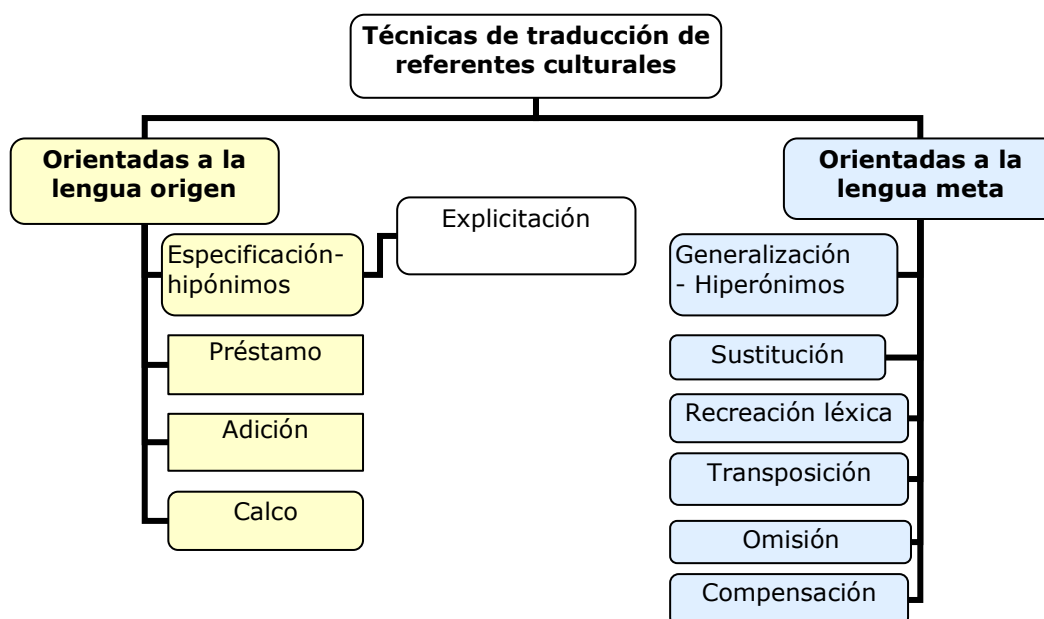 Técnicas de traducción de
referentes culturales
Orientadas a la
lengua origen
Especificación-
hipónimos
Explicitación
Préstamo
Adición
Calco
Orientadas a la
lengua meta
Generalización
- Hiperónimos
Sustitución
Recreación léxica
Transposición
Omisión
Compensación